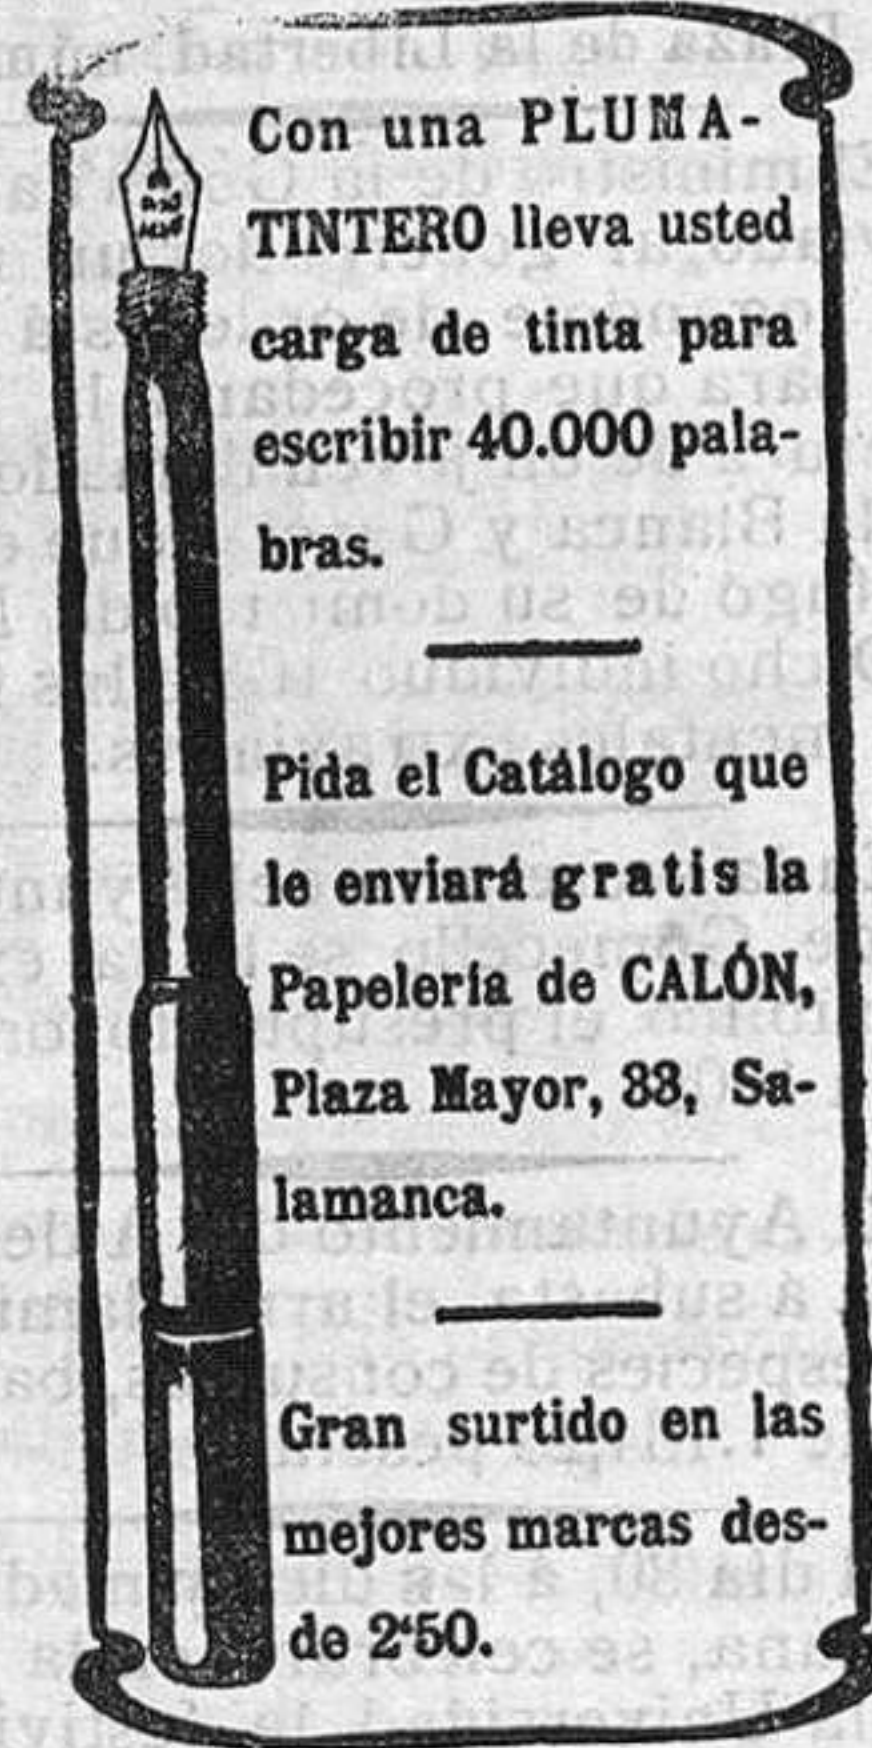 Con una PLUMA-
TINTERO lleva usted
carga de tinta para
escribir 40.000 pala-
bras.
Pida el Catálogo que
le enviará gratis la
Papelería de CALÓN,
Plaza Mayor, 33, Sa-
lamanca.
Gran surtido en las
mejores marcas des-
de 2'50.